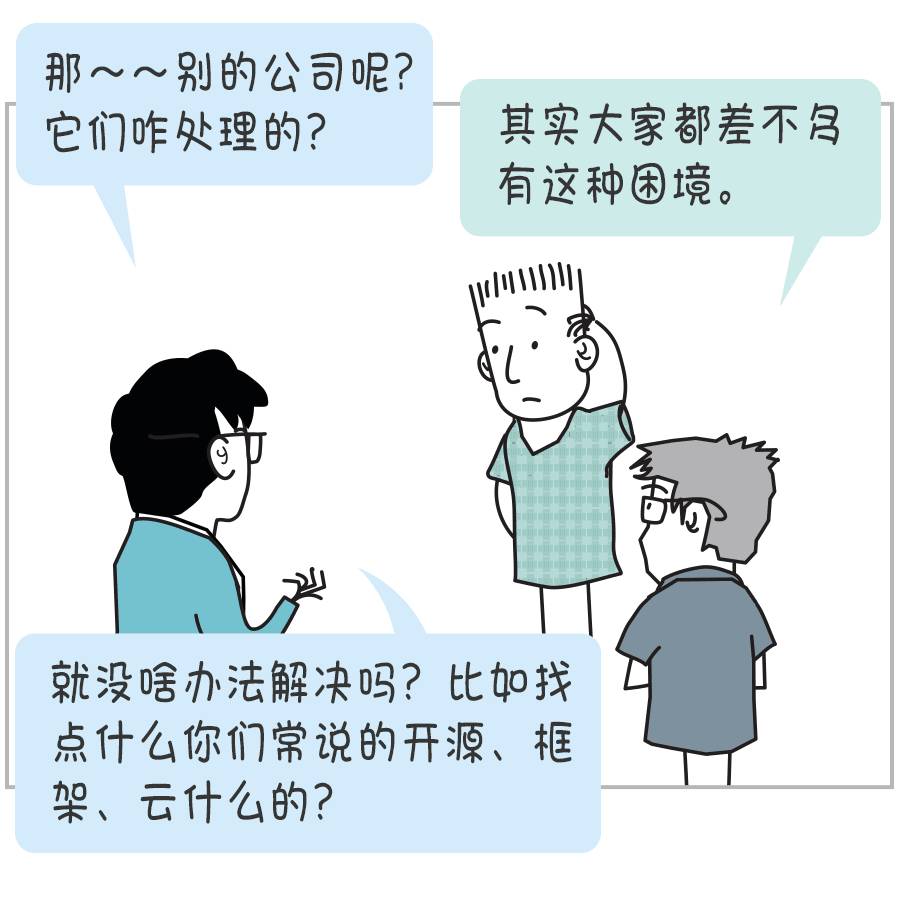 那～～别的公司呢？
它们咋处理的？
其实大家都差不多
有这种困境。
就没啥办法解决吗？比如找
点什么你们常说的开源、框
架、云什么的？